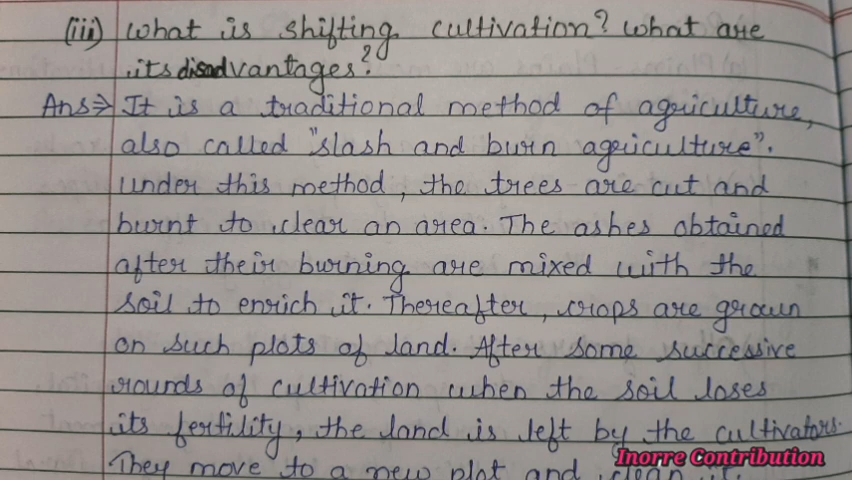 (iii) What is shifting cultivation? What are
its disadvantages?
Ans⇒ It is a traditional method of agriculture,
also called "slash and burn agriculture".
Under this method, the trees are cut and
burnt to clear an area. The ashes obtained
after their burning are mixed with the
soil to enrich it. Thereafter, crops are grown
on such plots of land. After some successive
rounds of cultivation when the soil loses
its fertility, the land is left by the cultivators.
They move to a new plot and clean it.
Inorre Contribution